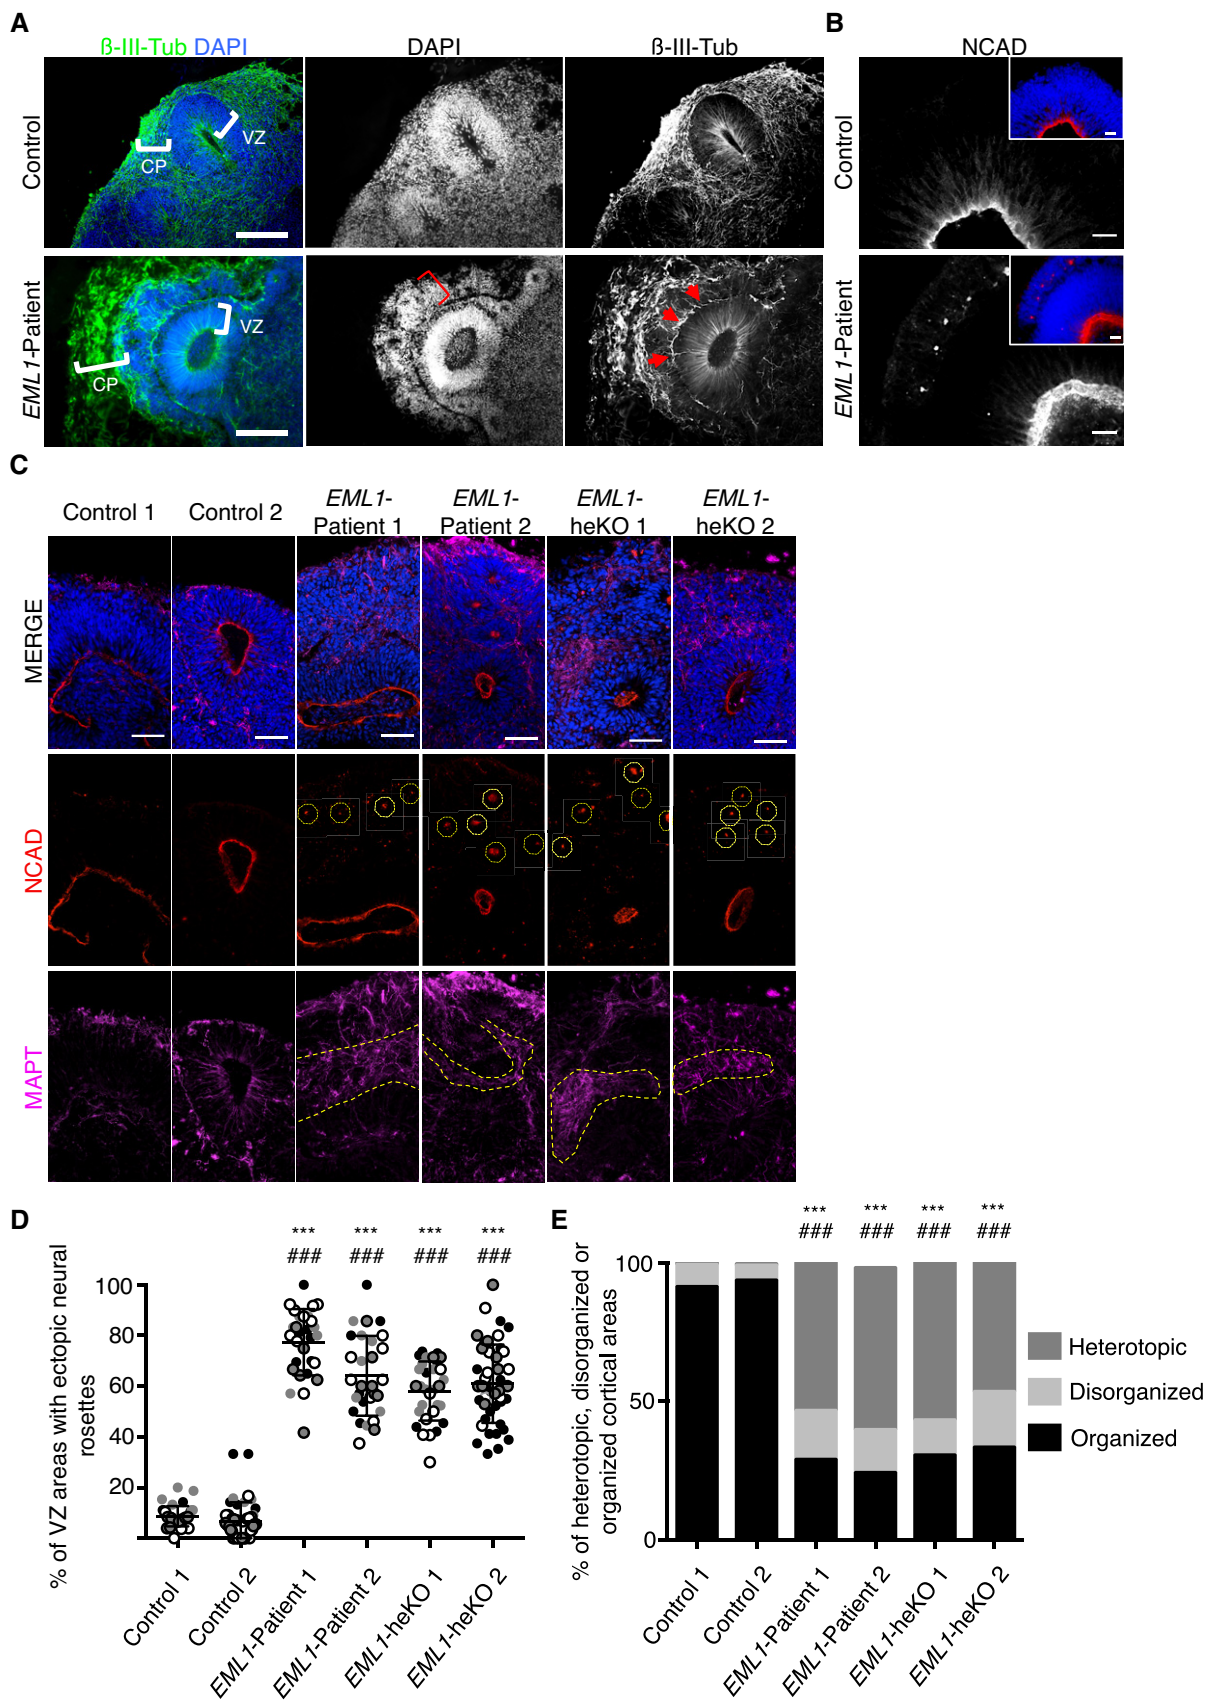 A
B
ß-III-Tub DAPI
DAPI
ß-III-Tub
NCAD
Control
VZ
CP
Control
EML1-Patient
VZ
CP
EML1-Patient
C
Control 1
Control 2
EML1-
Patient 1
EML1-
Patient 2
EML1-
heKO 1
EML1-
heKO 2
MERGE
NCAD
MAPT
D
% of VZ areas with ectopic neural
rosettes
*** *** *** ***
### ### ### ###
100
80
60
40
20
Control 1
Control 2
EML1-Patient 1
EML1-Patient 2
EML1-heKO 1
EML1-heKO 2
E
% of heterotopic, disorganized or
organized cortical areas
*** *** *** ***
### ### ### ###
100
50
0
Control 1
Control 2
EML1-Patient 1
EML1-Patient 2
EML1-heKO 1
EML1-heKO 2
Heterotopic
Disorganized
Organized